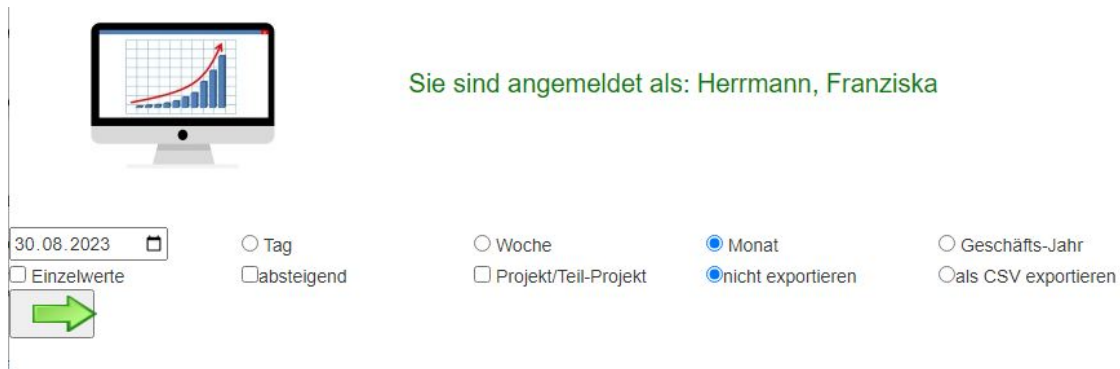 Sie sind angemeldet als: Herrmann, Franziska
30.08.2023 Tag Woche Monat Geschäfts-Jahr
Einzelwerte absteigend Projekt/Teil-Projekt nicht exportieren als CSV exportieren